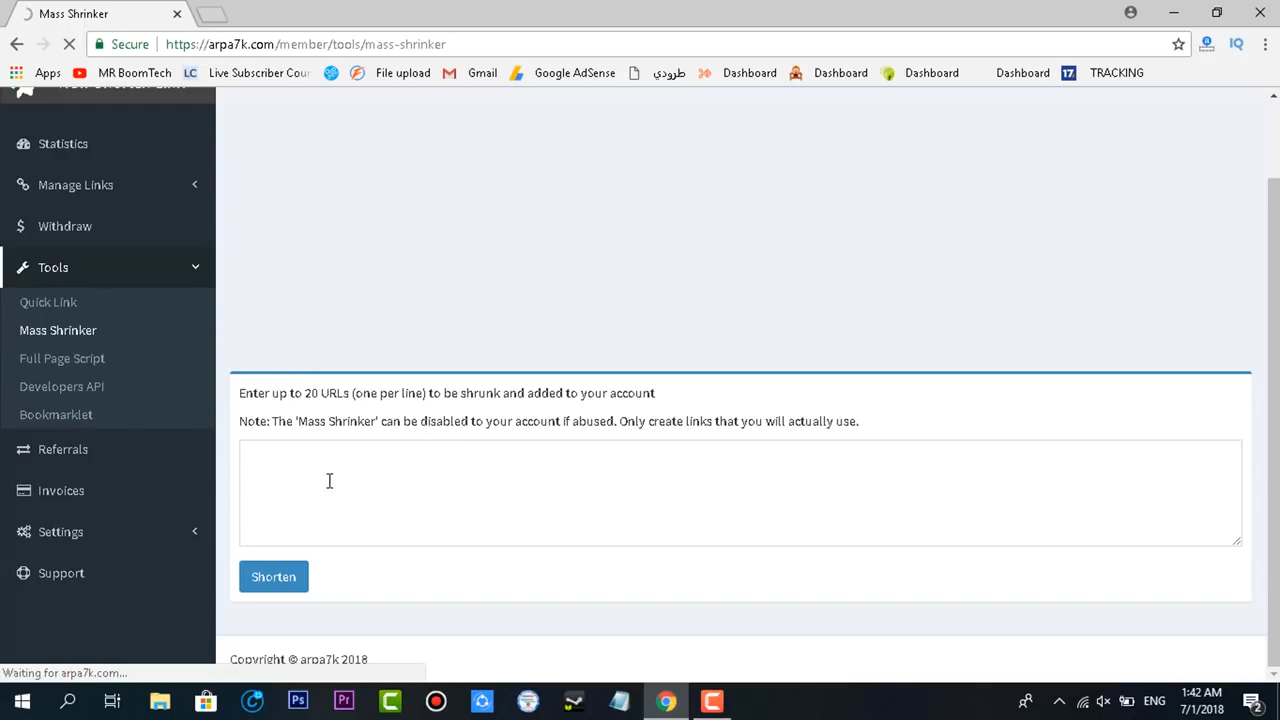 Mass Shrinker
Secure https://arpa7k.com/member/tools/mass-shrinker
Apps MR BoomTech Live Subscriber Cour File upload Gmail Google AdSense طرودي Dashboard Dashboard Dashboard Dashboard 17 TRACKING
Statistics
Manage Links
Withdraw
Tools
Quick Link
Mass Shrinker
Full Page Script
Developers API
Bookmarklet
Referrals
Invoices
Settings
Support
Enter up to 20 URLs (one per line) to be shrunk and added to your account
Note: The 'Mass Shrinker' can be disabled to your account if abused. Only create links that you will actually use.
Shorten
Copyright © arpa7k 2018
Waiting for arpa7k.com...
ENG
1:42 AM
7/1/2018